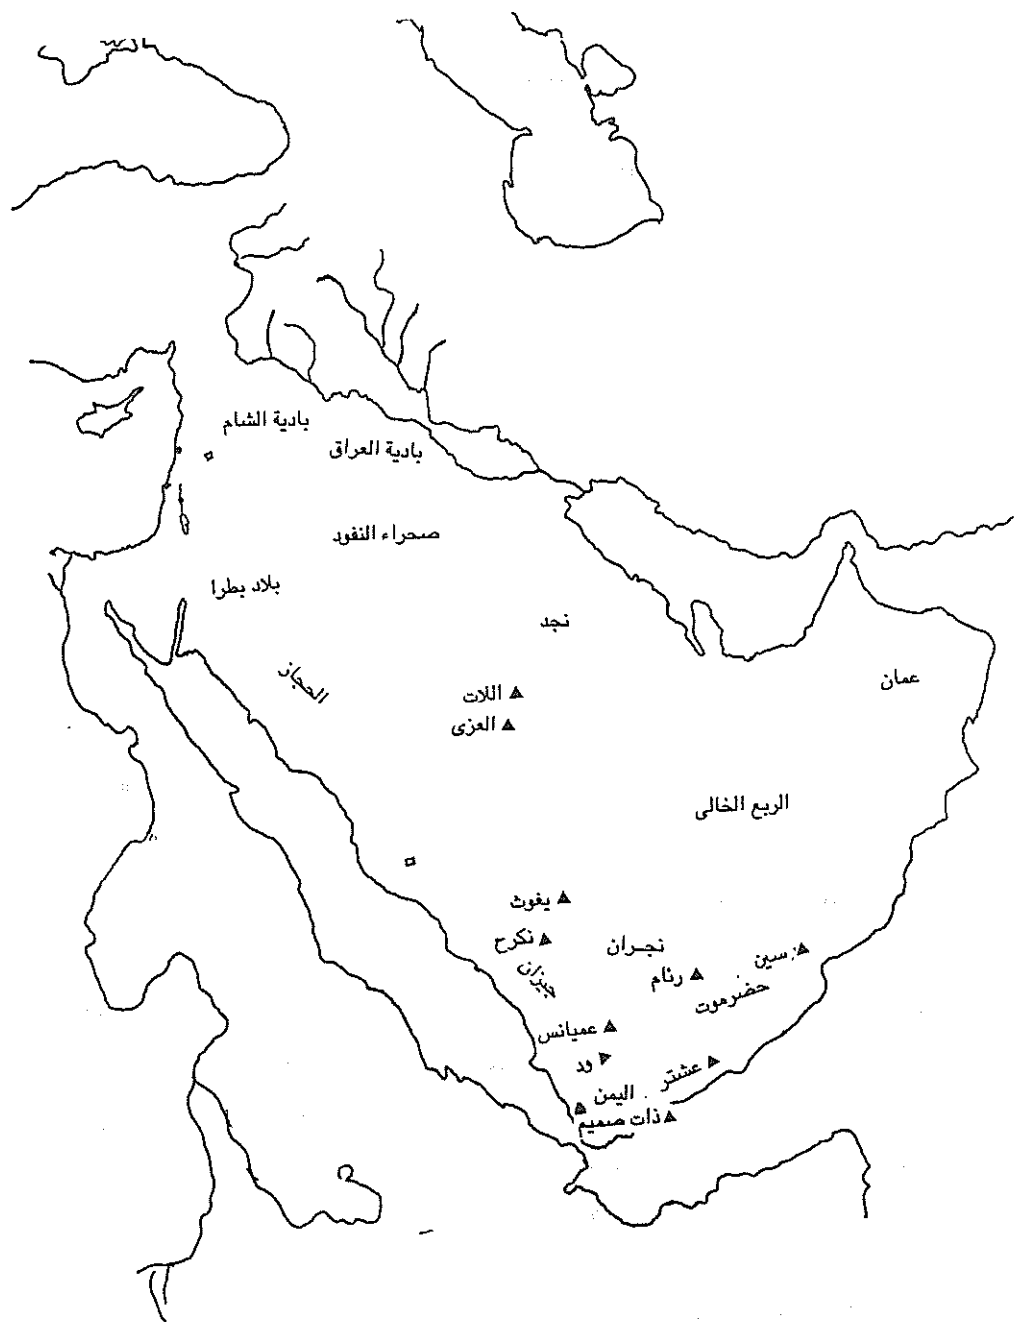 بادية الشام
بادية العراق
صحراء النفود
بلاد بطرا
نجد
الحجاز
عمان
اللات
العزى
الربع الخالى
يغوث
نكرح
نجران
سين
رئام
جيزان
حضرموت
عميانس
ود
عشتر
اليمن
ذات صميم